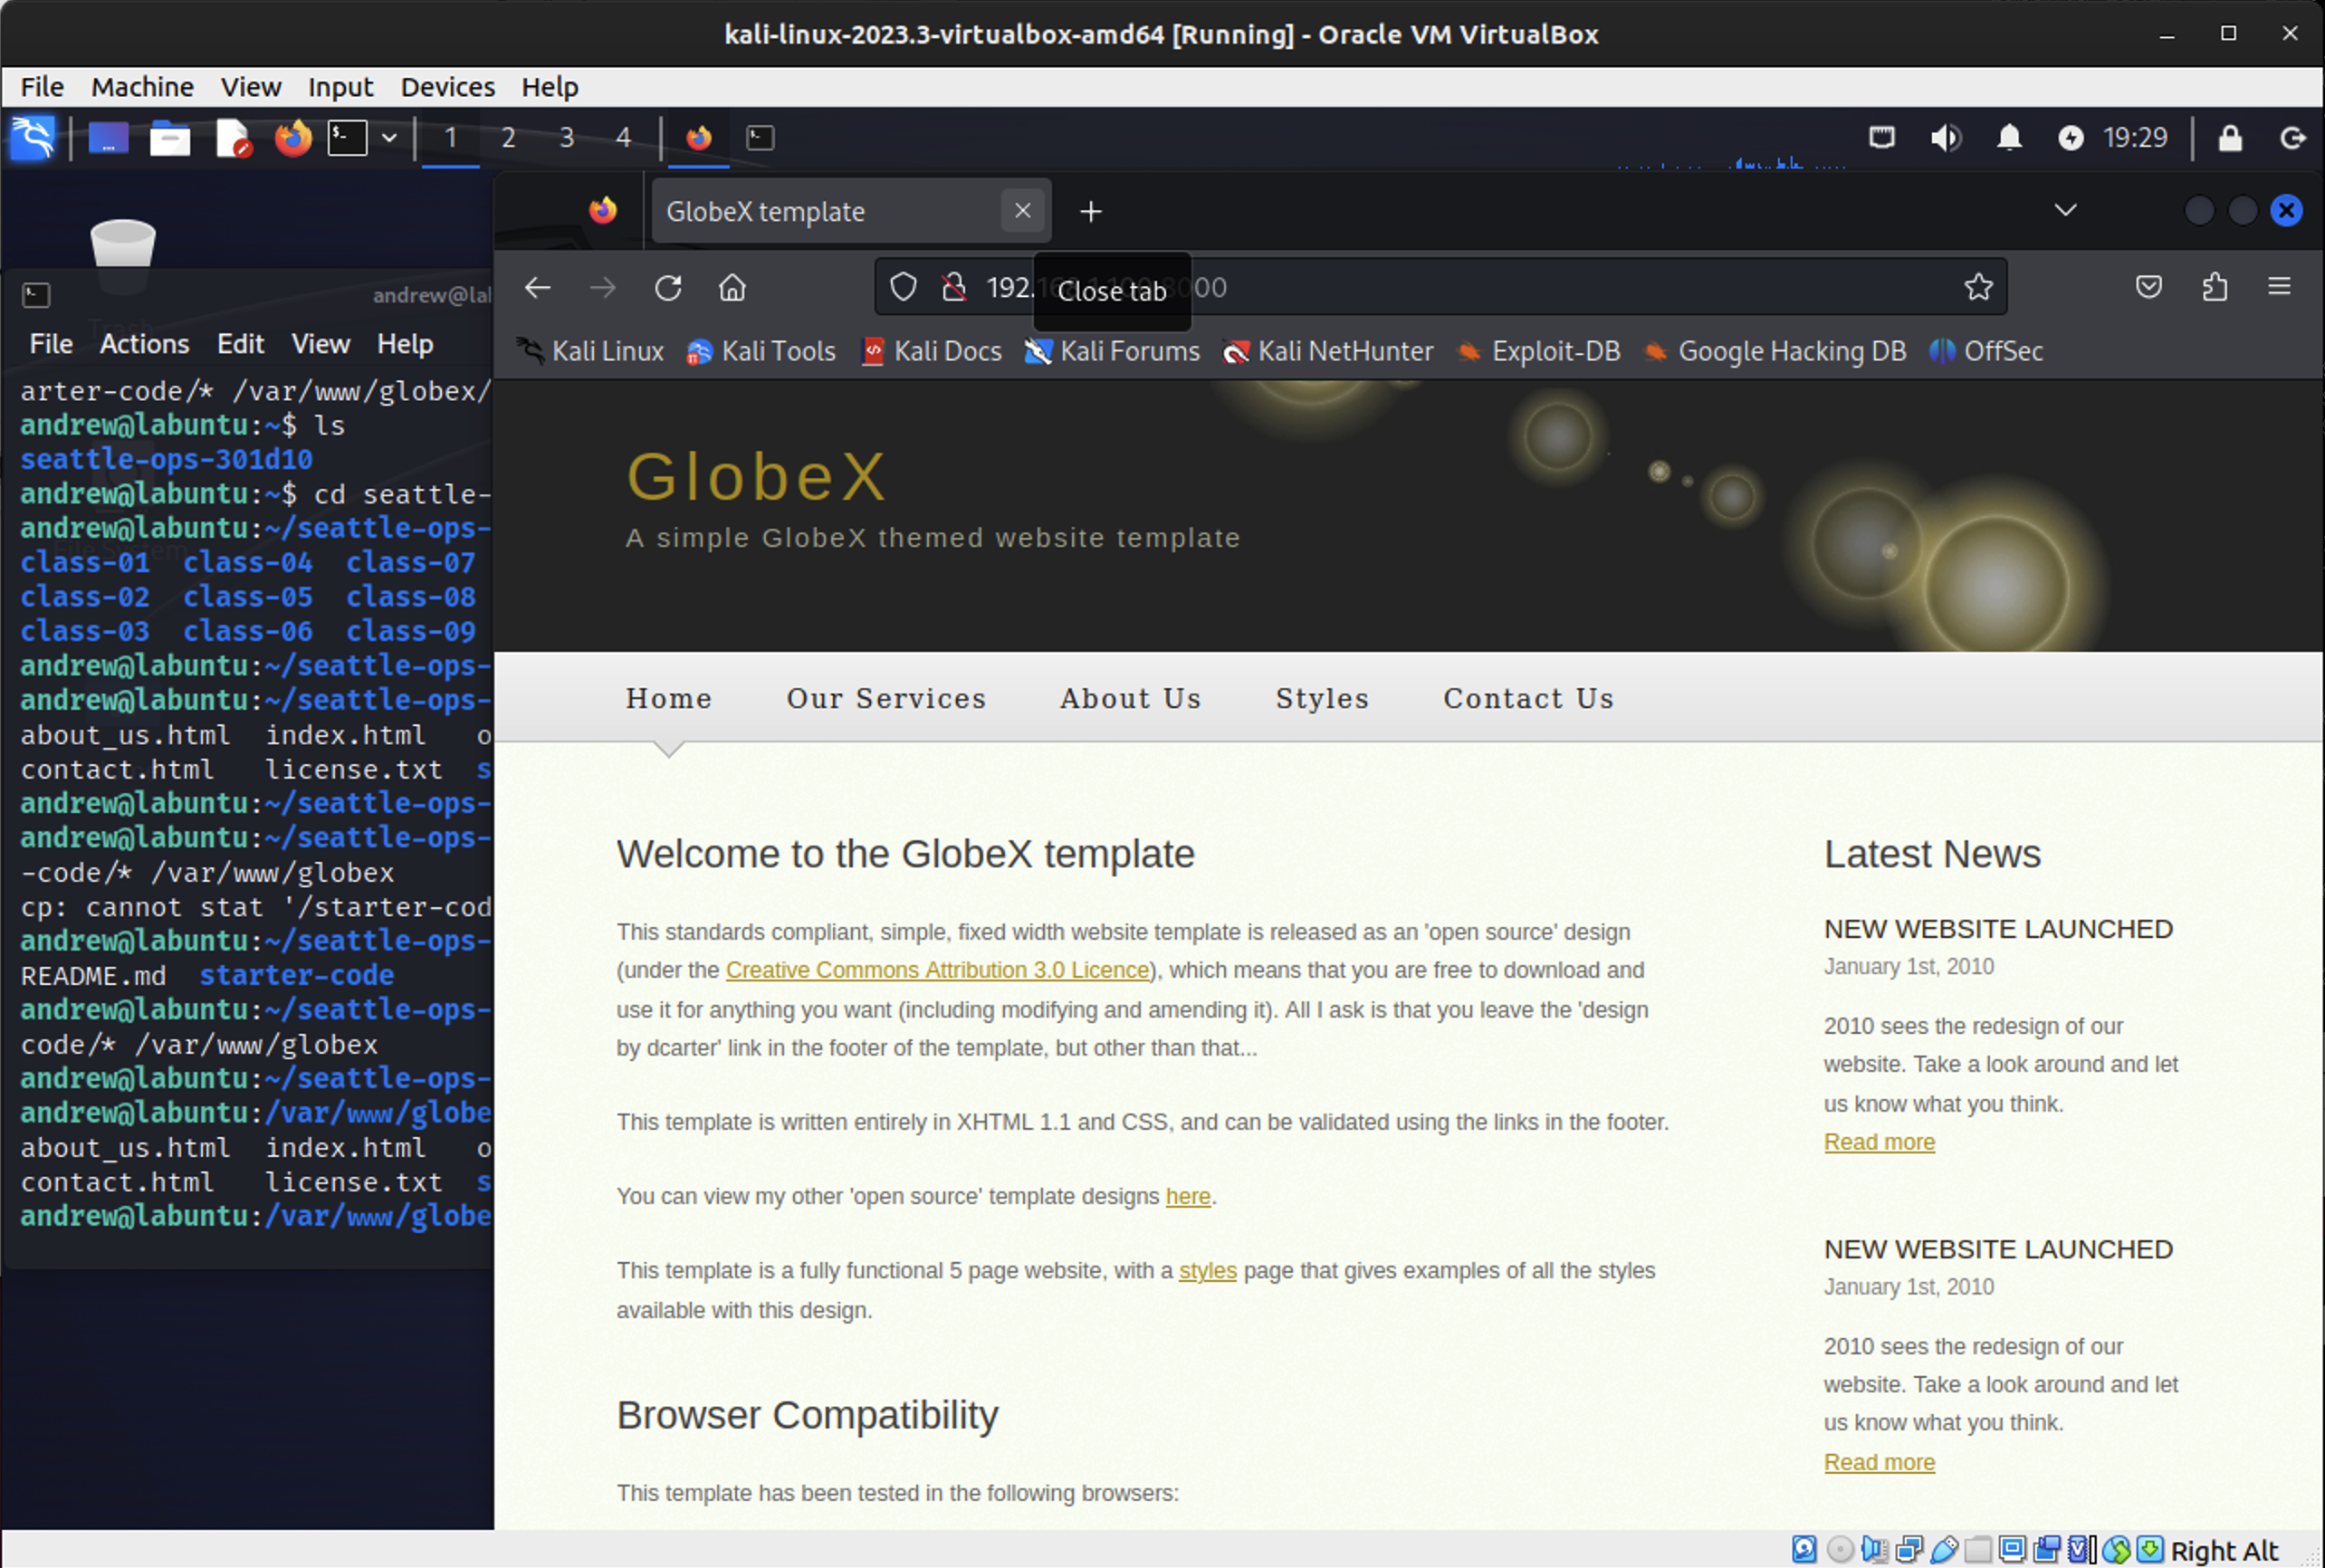 kali-linux-2023.3-virtualbox-amd64 [Running] - Oracle VM VirtualBox
File Machine View Input Devices Help
1 2 3 4 19:29
GlobeX template
andrew@lal
192.168.1.100:8000
Close tab
Trash
File Actions Edit View Help
Kali Linux Kali Tools Kali Docs Kali Forums Kali NetHunter Exploit-DB Google Hacking DB OffSec
arter-code/* /var/www/globex/
andrew@labuntu:~$ ls
seattle-ops-301d10
andrew@labuntu:~$ cd seattle-
andrew@labuntu:~/seattle-ops-
File System
class-01 class-04 class-07
class-02 class-05 class-08
class-03 class-06 class-09
andrew@labuntu:~/seattle-ops-
andrew@labuntu:~/seattle-ops-
about_us.html index.html o
contact.html license.txt s
andrew@labuntu:~/seattle-ops-
andrew@labuntu:~/seattle-ops-
-code/* /var/www/globex
cp: cannot stat '/starter-cod
andrew@labuntu:~/seattle-ops-
README.md starter-code
andrew@labuntu:~/seattle-ops-
code/* /var/www/globex
andrew@labuntu:~/seattle-ops-
andrew@labuntu:/var/www/globe
about_us.html index.html o
contact.html license.txt s
andrew@labuntu:/var/www/globe
GlobeX
A simple GlobeX themed website template
Home Our Services About Us Styles Contact Us
Welcome to the GlobeX template
This standards compliant, simple, fixed width website template is released as an 'open source' design
(under the Creative Commons Attribution 3.0 Licence), which means that you are free to download and
use it for anything you want (including modifying and amending it). All I ask is that you leave the 'design
by dcarter' link in the footer of the template, but other than that...
This template is written entirely in XHTML 1.1 and CSS, and can be validated using the links in the footer.
You can view my other 'open source' template designs here.
This template is a fully functional 5 page website, with a styles page that gives examples of all the styles
available with this design.
Browser Compatibility
This template has been tested in the following browsers:
Latest News
NEW WEBSITE LAUNCHED
January 1st, 2010
2010 sees the redesign of our
website. Take a look around and let
us know what you think.
Read more
NEW WEBSITE LAUNCHED
January 1st, 2010
2010 sees the redesign of our
website. Take a look around and let
us know what you think.
Read more
Right Alt